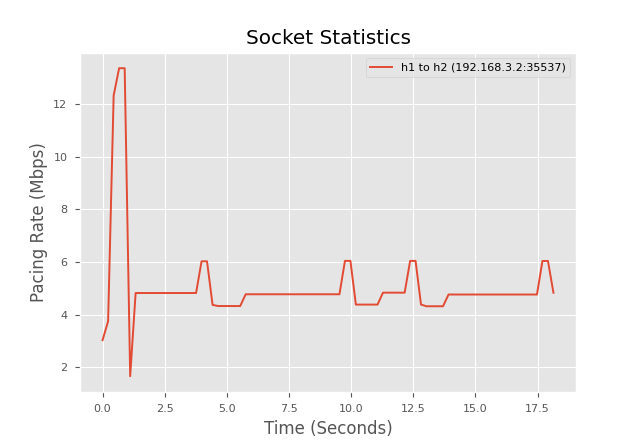 Socket Statistics
h1 to h2 (192.168.3.2:35537)
Pacing Rate (Mbps)
12
10
8
6
4
2
0.0 2.5 5.0 7.5 10.0 12.5 15.0 17.5
Time (Seconds)